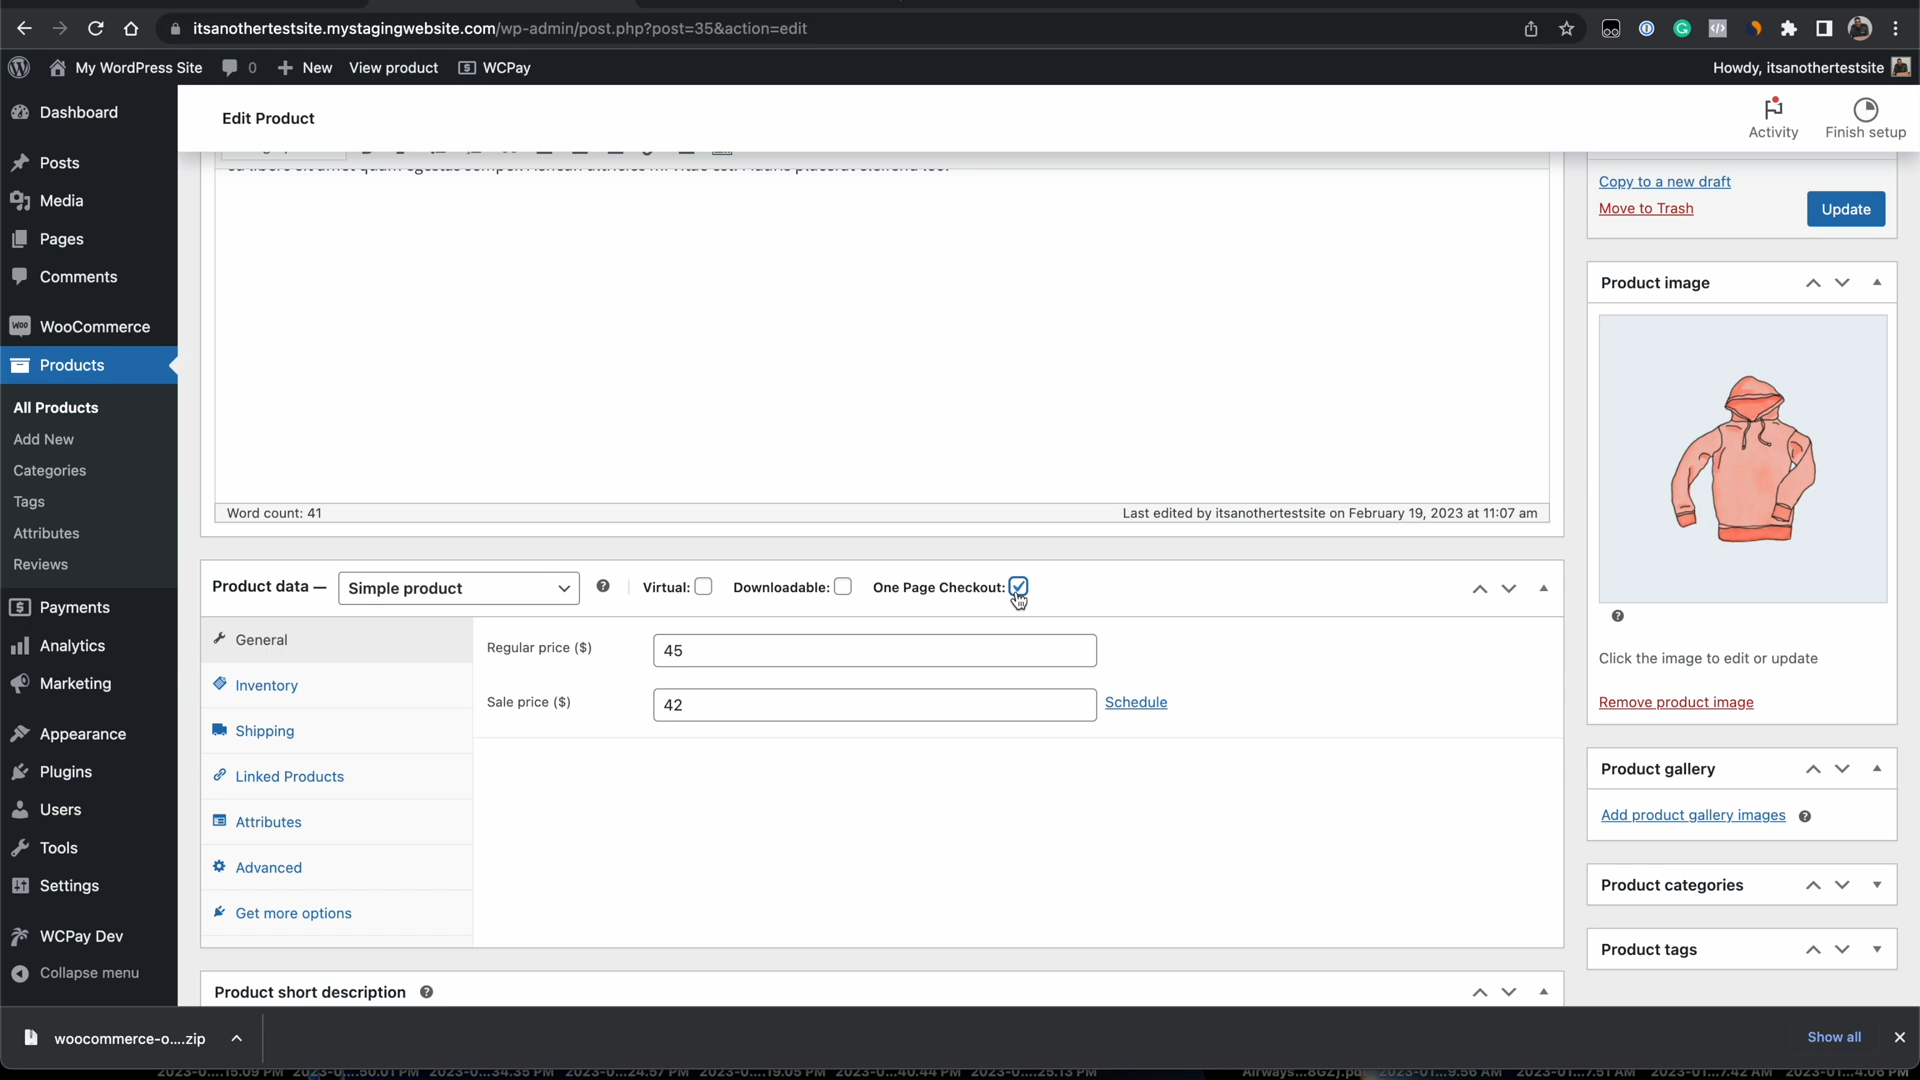 itsanothertestsite.mystagingwebsite.com/wp-admin/post.php?post=35&action=edit
My WordPress Site 0 New View product WCPay Howdy, itsanothertestsite
Dashboard
Posts
Media
Pages
Comments
WooCommerce
Products
All Products
Add New
Categories
Tags
Attributes
Reviews
Payments
Analytics
Marketing
Appearance
Plugins
Users
Tools
Settings
WCPay Dev
Collapse menu
Edit Product
Activity
Finish setup
Word count: 41
Last edited by itsanothertestsite on February 19, 2023 at 11:07 am
Product data — Simple product Virtual: Downloadable: One Page Checkout:
General
Inventory
Shipping
Linked Products
Attributes
Advanced
Get more options
Regular price ($) 45
Sale price ($) 42 Schedule
Product short description
Copy to a new draft
Move to Trash
Update
Product image
Click the image to edit or update
Remove product image
Product gallery
Add product gallery images
Product categories
Product tags
woocommerce-o....zip
Show all